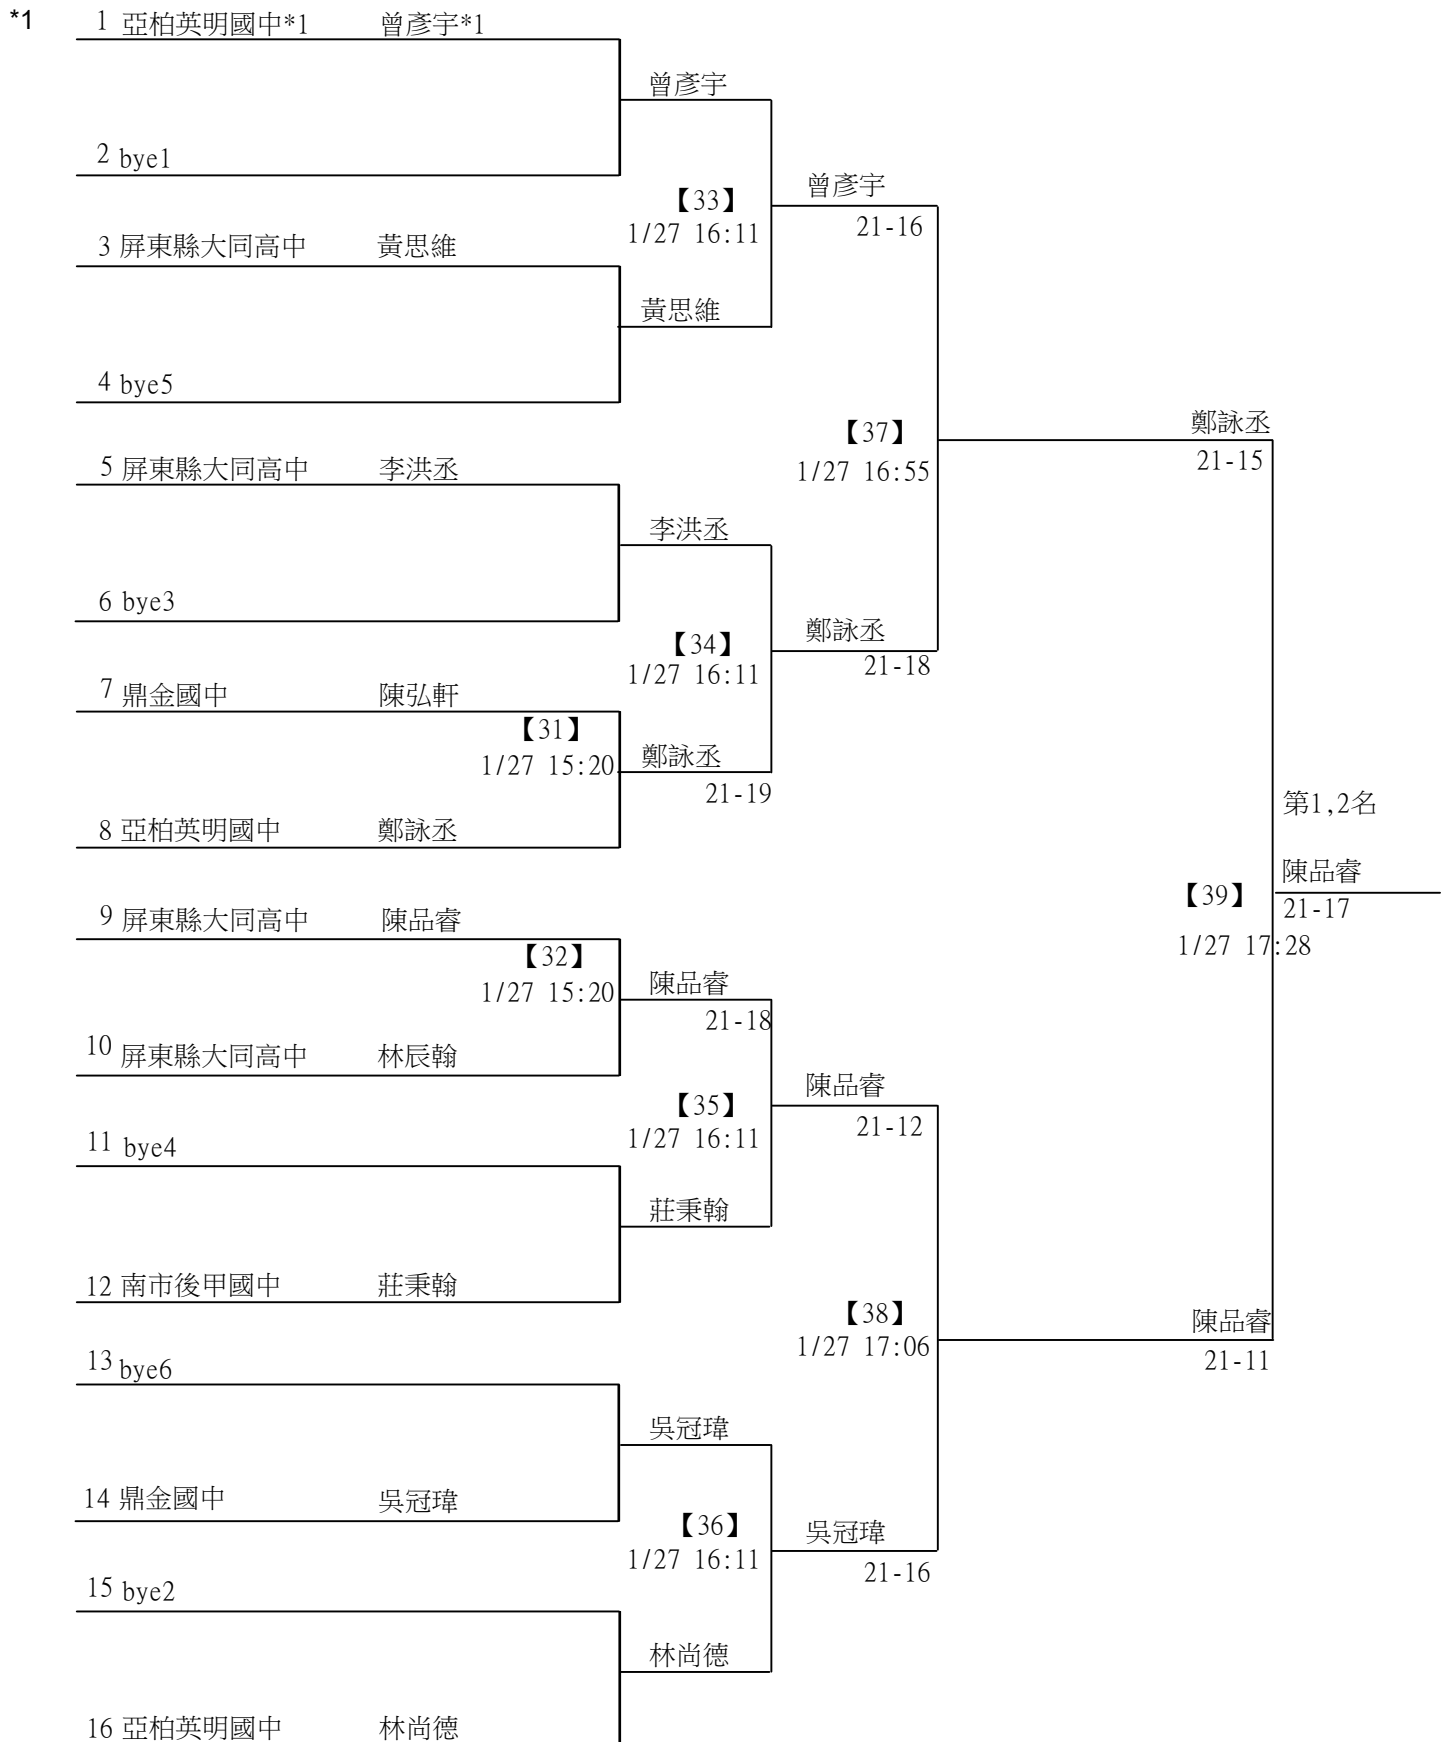 *1
1 亞柏英明國中*1 曾彥宇*1
曾彥宇
2 bye1
曾彥宇
【33】
21-16
1/27 16:11
3 屏東縣大同高中 黃思維
黃思維
4 bye5
鄭詠丞
【37】
21-15
1/27 16:55
5 屏東縣大同高中 李洪丞
李洪丞
6 bye3
鄭詠丞
【34】
21-18
1/27 16:11
7 鼎金國中 陳弘軒
【31】
1/27 15:20
鄭詠丞
21-19
第1,2名
8 亞柏英明國中 鄭詠丞
陳品睿
【39】
21-17
1/27 17:28
9 屏東縣大同高中 陳品睿
【32】
1/27 15:20
陳品睿
21-18
10 屏東縣大同高中 林辰翰
陳品睿
【35】
21-12
1/27 16:11
11 bye4
莊秉翰
12 南市後甲國中 莊秉翰
【38】
1/27 17:06
陳品睿
21-11
13 bye6
吳冠瑋
14 鼎金國中 吳冠瑋
【36】
吳冠瑋
1/27 16:11
21-16
15 bye2
林尚德
16 亞柏英明國中 林尚德